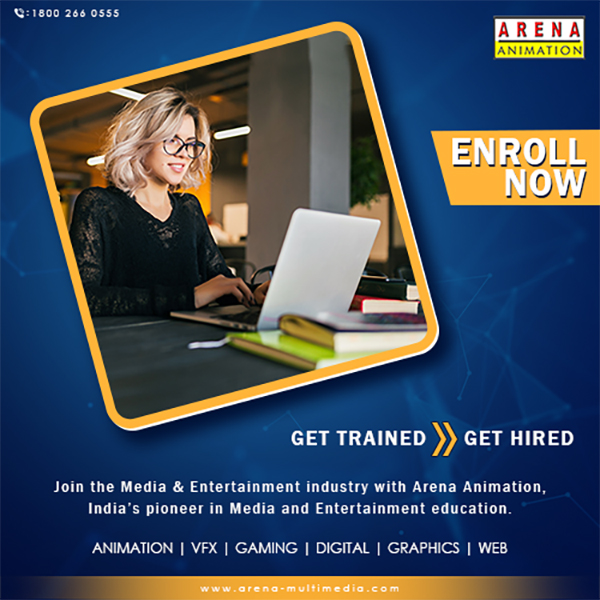 :1800 266 0555
ARENA
ANIMATION
ENROLL
NOW
GET TRAINED GET HIRED
Join the Media & Entertainment industry with Arena Animation,
India's pioneer in Media and Entertainment education.
ANIMATION | VFX | GAMING | DIGITAL | GRAPHICS | WEB
www.arena-multimedia.com